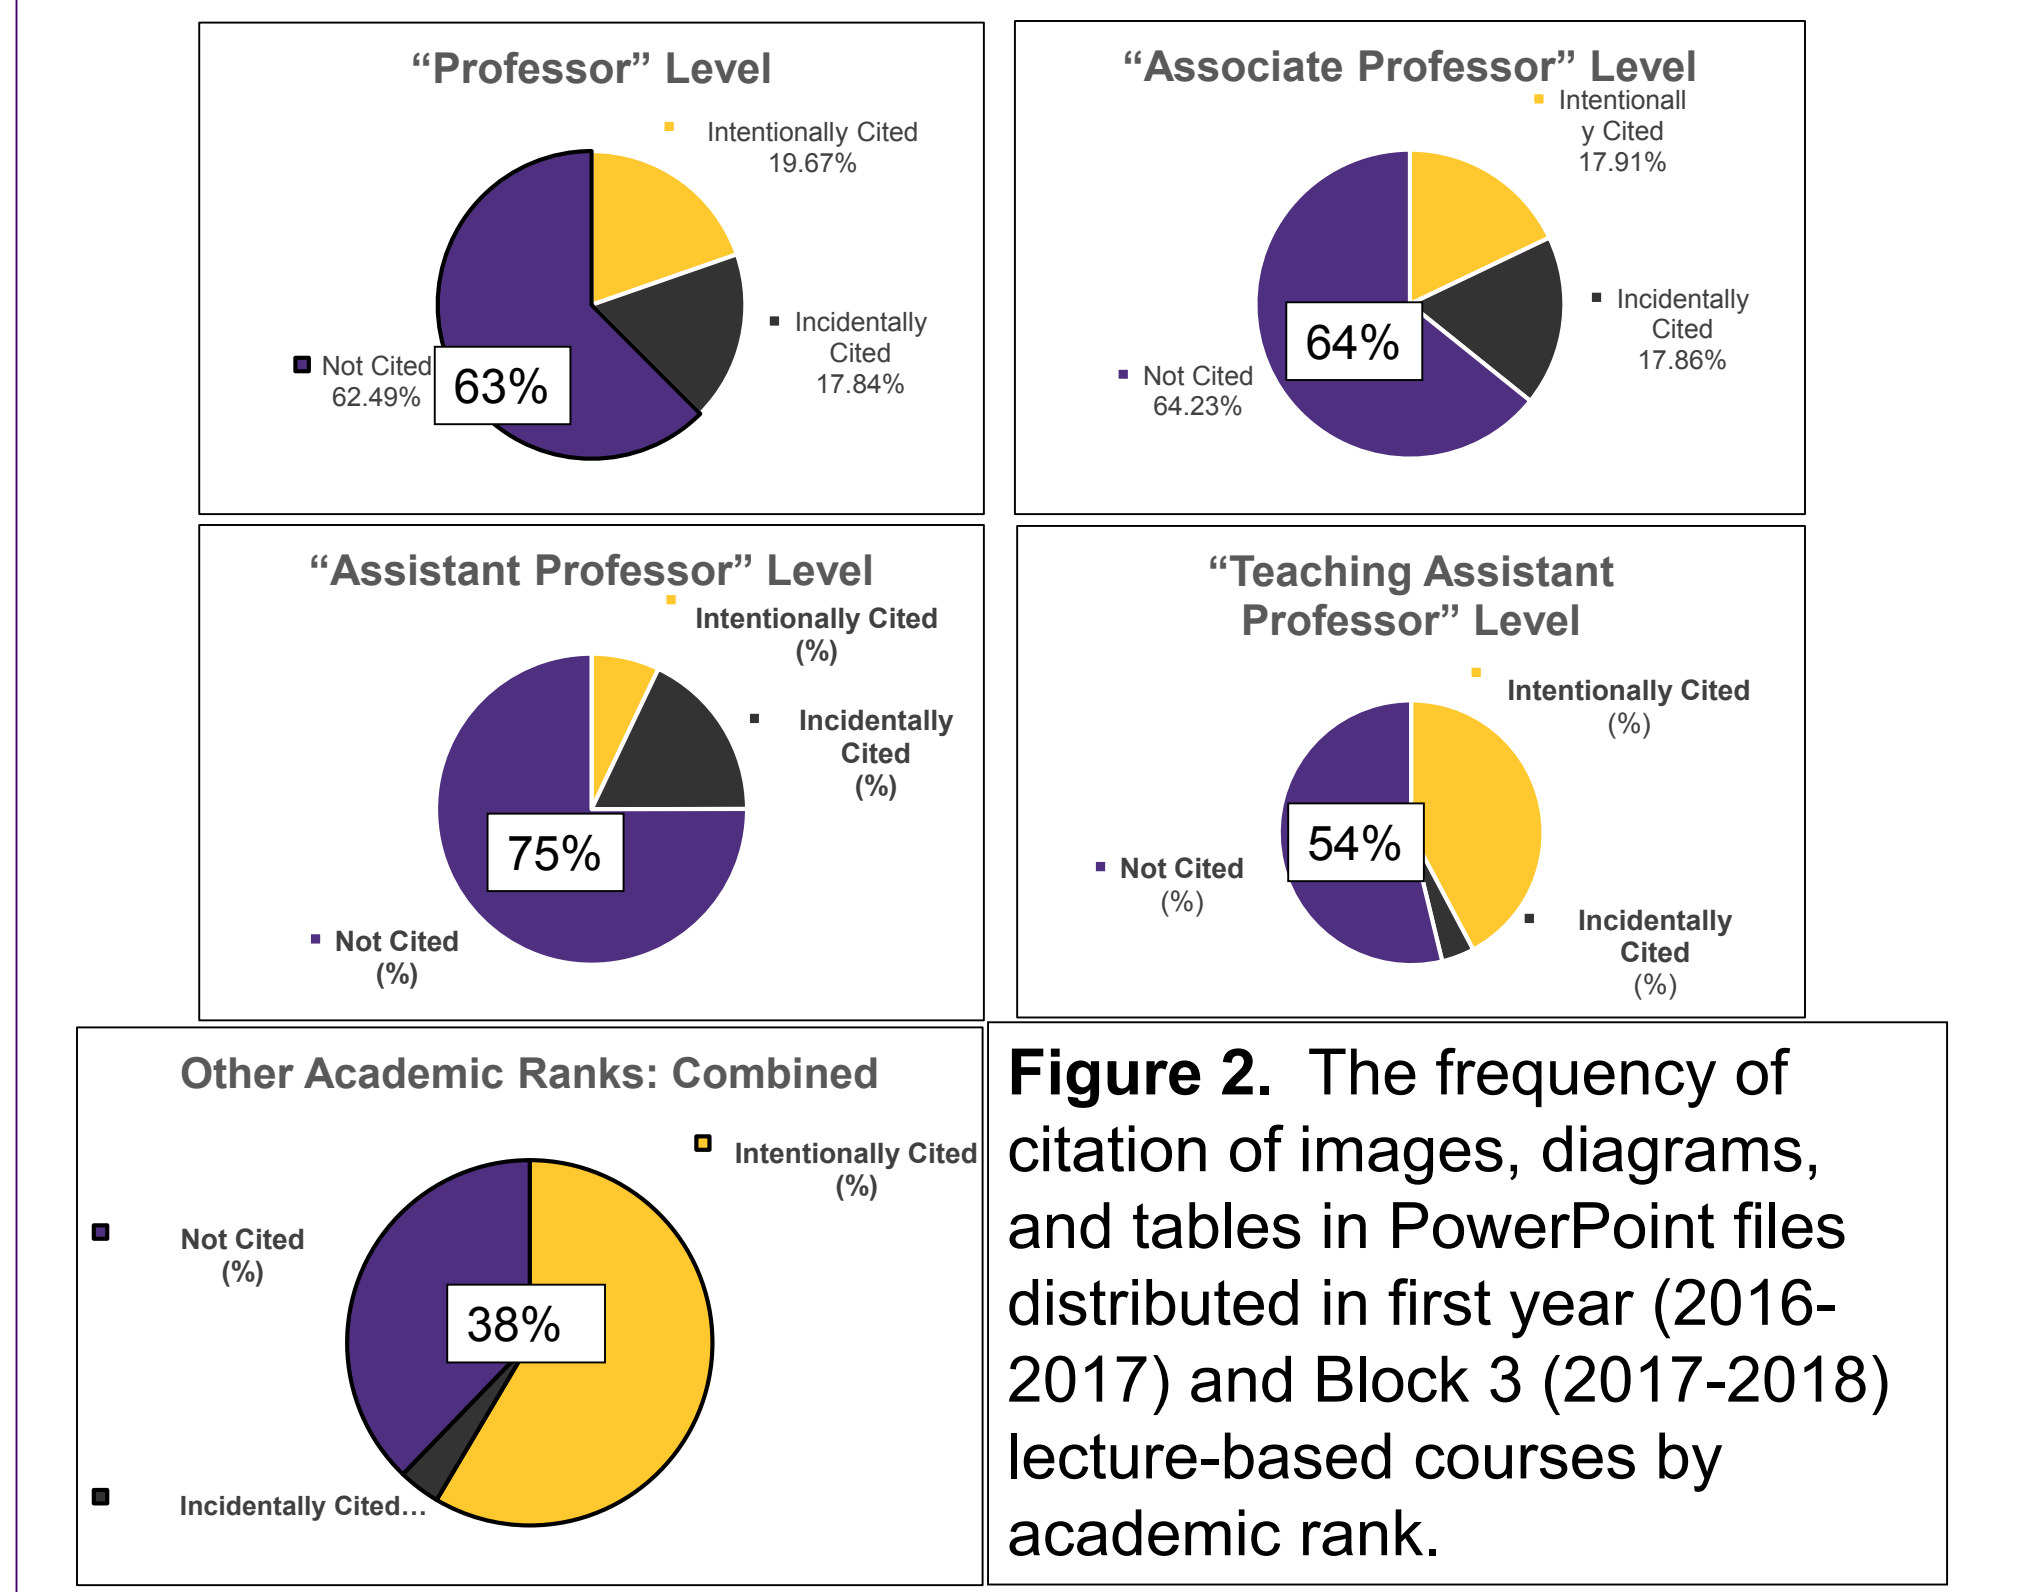 “Professor” Level
Intentionally Cited
19.67%
Incidentally
Cited
17.84%
Not Cited
62.49%
63%
“Associate Professor” Level
Intentionall
y Cited
17.91%
Incidentally
Cited
17.86%
Not Cited
64.23%
64%
“Assistant Professor” Level
Intentionally Cited
(%)
Incidentally
Cited
(%)
75%
Not Cited
(%)
“Teaching Assistant
Professor” Level
Intentionally Cited
(%)
54%
Not Cited
(%)
Incidentally
Cited
(%)
Other Academic Ranks: Combined
Intentionally Cited
(%)
Not Cited
(%)
38%
Incidentally Cited…
Figure 2. The frequency of
citation of images, diagrams,
and tables in PowerPoint files
distributed in first year (2016-
2017) and Block 3 (2017-2018)
lecture-based courses by
academic rank.